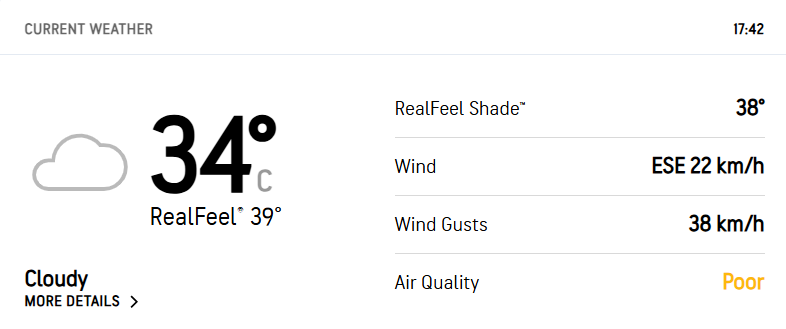 CURRENT WEATHER 17:42
34°C
RealFeel® 39°
Cloudy
MORE DETAILS >
RealFeel Shade™ 38°
Wind ESE 22 km/h
Wind Gusts 38 km/h
Air Quality Poor